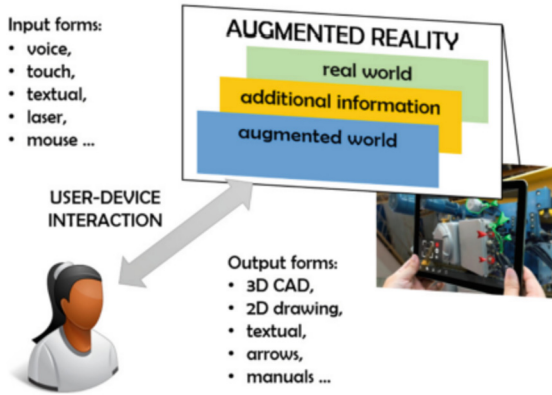 Input forms:
• voice,
• touch,
• textual,
• laser,
• mouse ...
AUGMENTED REALITY
real world
additional information
augmented world
USER-DEVICE
INTERACTION
Output forms:
• 3D CAD,
• 2D drawing,
• textual,
• arrows,
• manuals ...